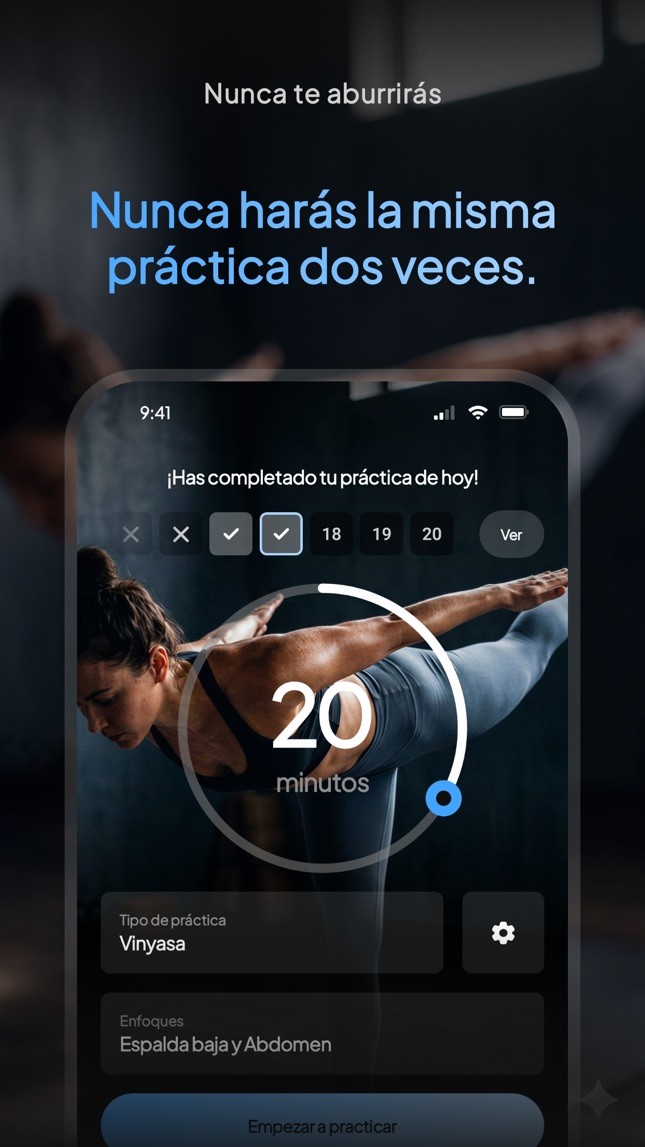 Nunca te aburrirás
Nunca harás la misma
práctica dos veces.
9:41
¡Has completado tu práctica de hoy!
18 19 20 Ver
20
minutos
Tipo de práctica
Vinyasa
Enfoques
Espalda baja y Abdomen
Empezar a practicar